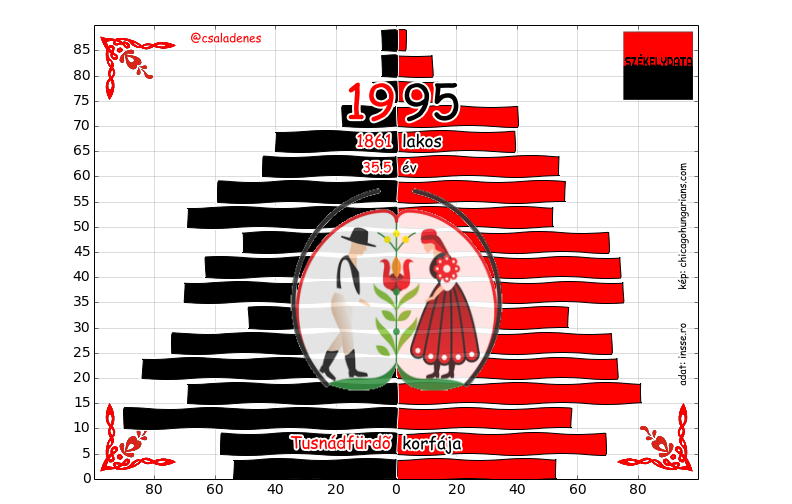 @csaladenes
SZÉKELYDATA
1995
1861 lakos
35.5 év
kép: chicagohungarians.com
adat: insse.ro
Tusnádfürdő korfája
85
80
75
70
65
60
55
50
45
40
35
30
25
20
15
10
5
0
80 60 40 20 0 20 40 60 80